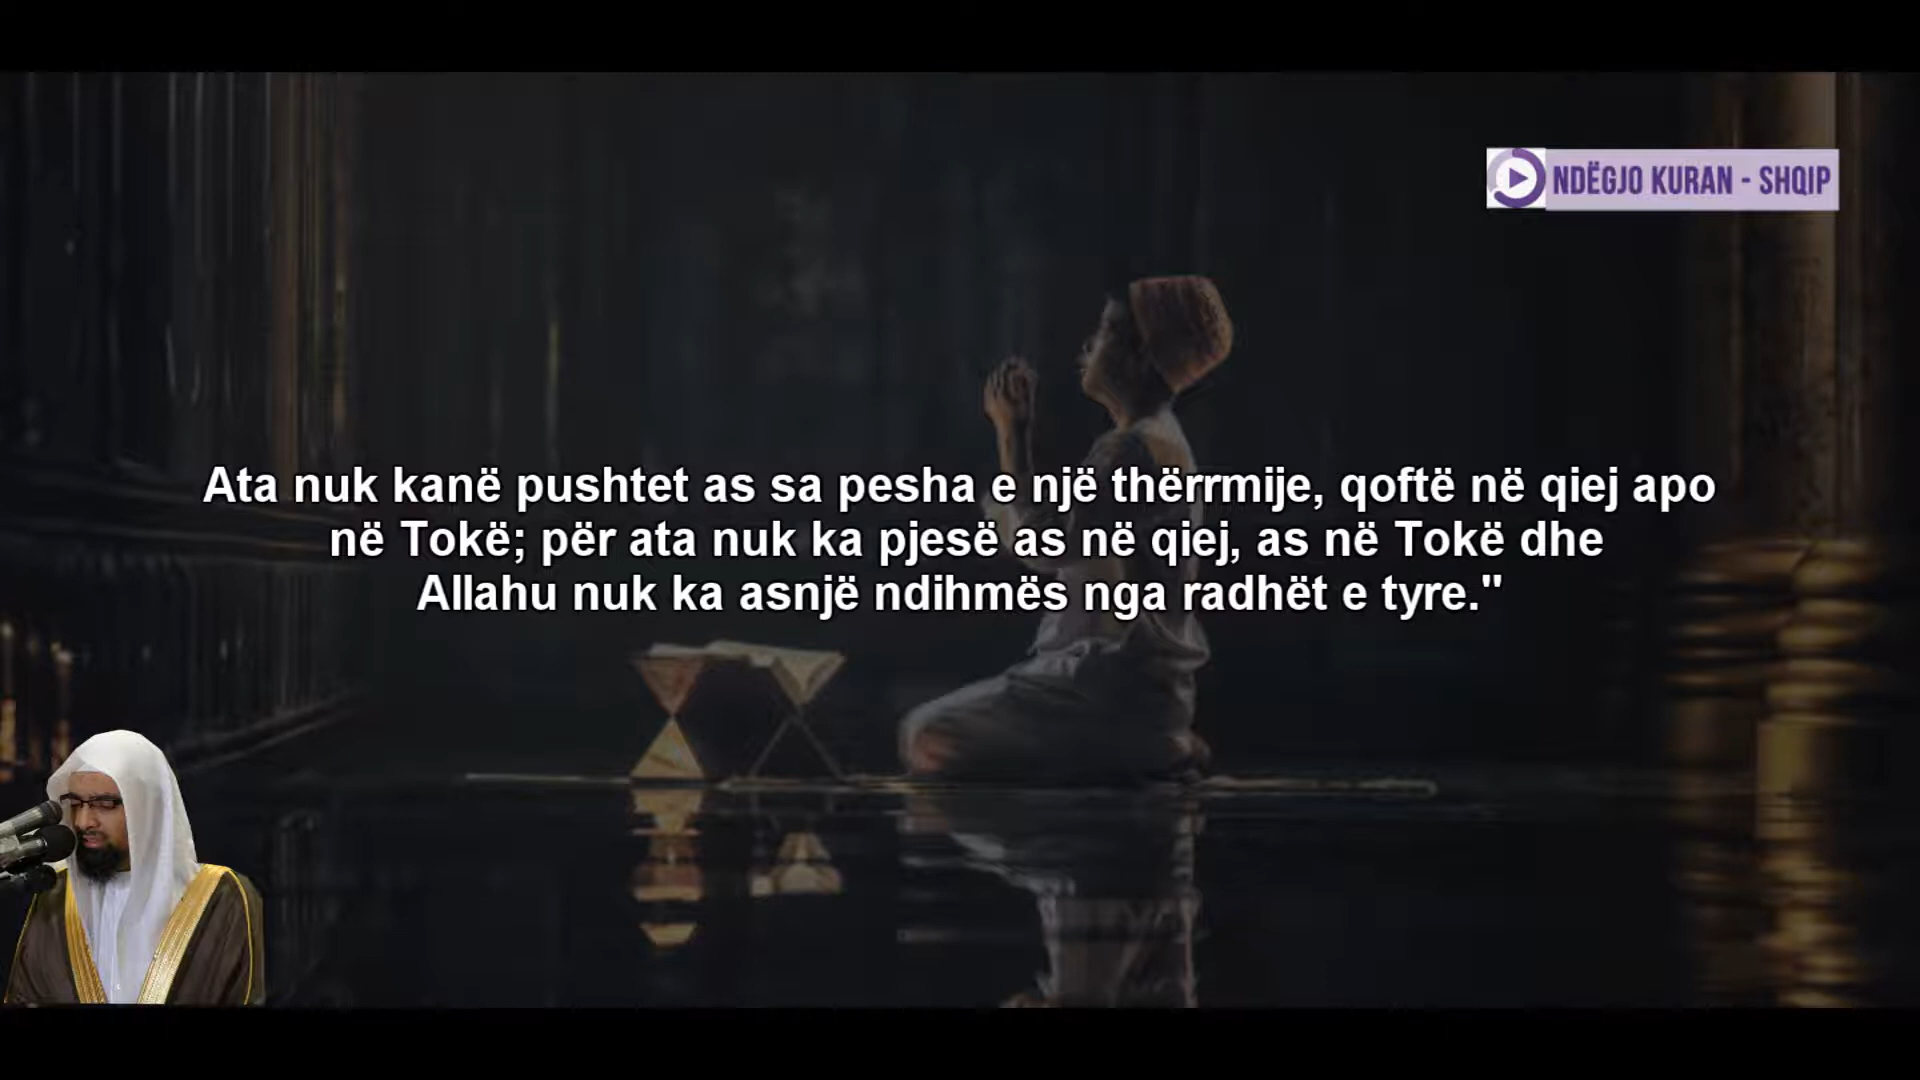 NDËGJO KURAN - SHQIP
Ata nuk kanë pushtet as sa pesha e një thërrmije, qoftë në qiej apo
në Tokë; për ata nuk ka pjesë as në qiej, as në Tokë dhe
Allahu nuk ka asnjë ndihmës nga radhët e tyre."